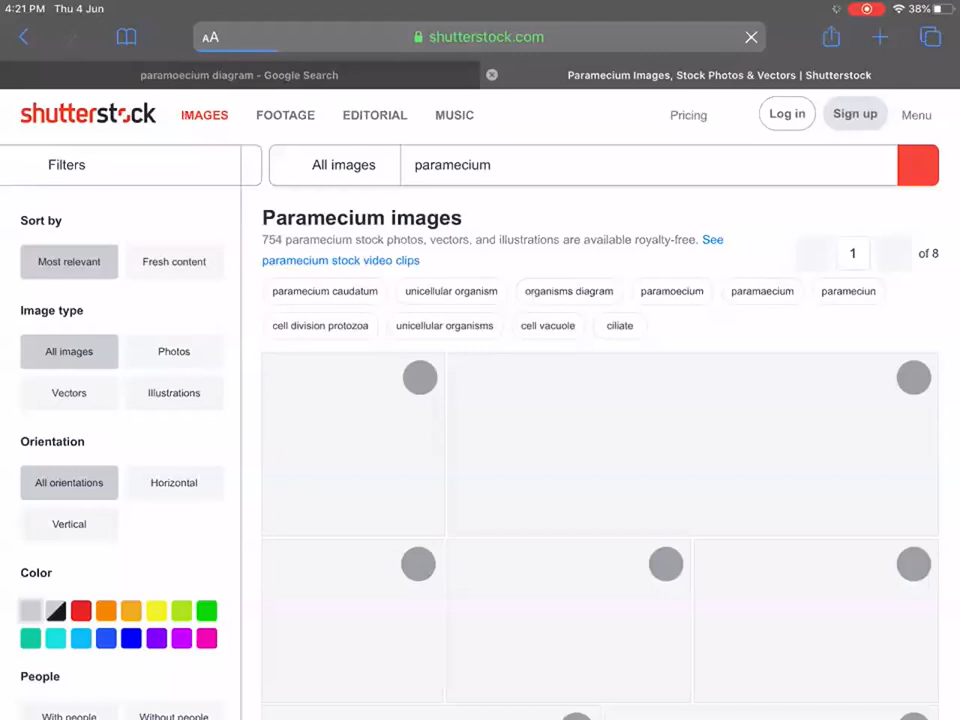 4:21 PM Thu 4 Jun 38%
AA shutterstock.com
paramoecium diagram - Google Search Paramecium Images, Stock Photos & Vectors | Shutterstock
shutterstock IMAGES FOOTAGE EDITORIAL MUSIC Pricing Log in Sign up Menu
Filters All images paramecium
Paramecium images
754 paramecium stock photos, vectors, and illustrations are available royalty-free. See
paramecium stock video clips
1 of 8
paramecium caudatum unicellular organism organisms diagram paramoecium paramaecium parameciun
cell division protozoa unicellular organisms cell vacuole ciliate
Sort by
Most relevant Fresh content
Image type
All images Photos
Vectors Illustrations
Orientation
All orientations Horizontal
Vertical
Color
People
With people Without people